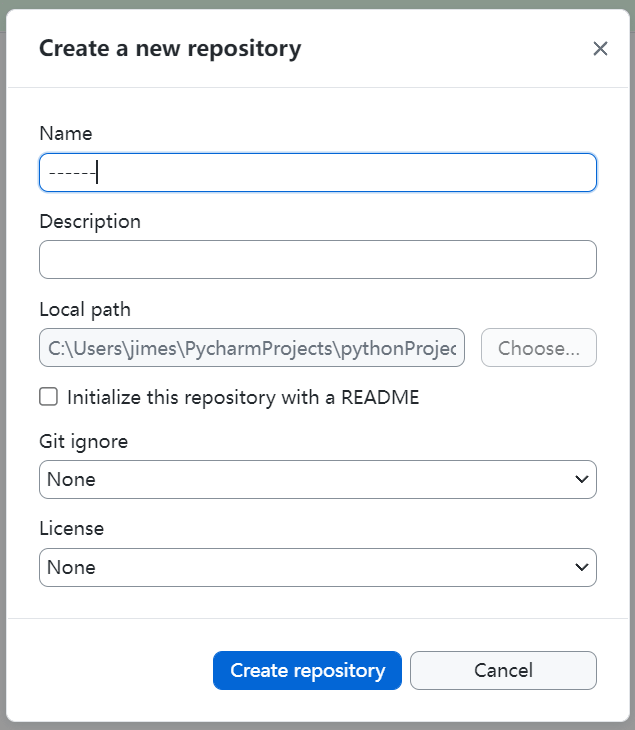 Create a new repository
Name
------
Description
Local path
C:\Users\jimes\PycharmProjects\pythonProjec
Choose...
Initialize this repository with a README
Git ignore
None
License
None
Create repository
Cancel